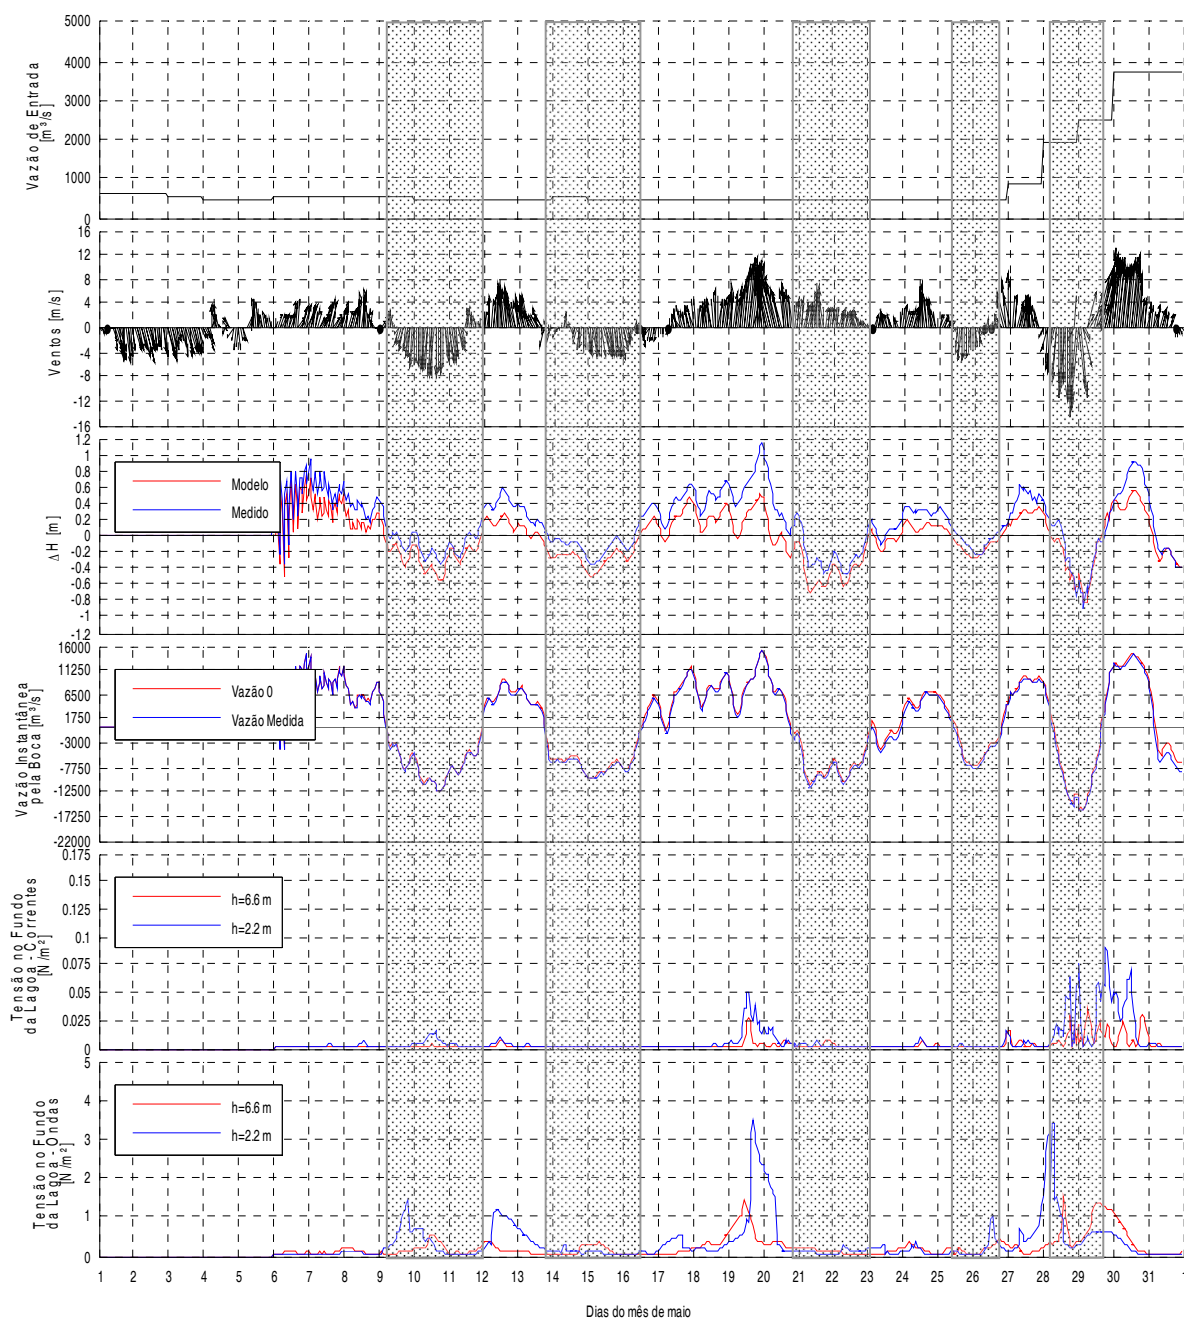 Vazão de Entrada
[m³/s]
5000
4000
3000
2000
1000
0
Ventos [m/s]
16
12
8
4
0
-4
-8
-12
-16
ΔH [m]
1.2
1
0.8
0.6
0.4
0.2
0
-0.2
-0.4
-0.6
-0.8
-1
-12
Modelo
Medido
Vazão Instantânea
pela Boca [m³/s]
16000
11250
6500
1750
-3000
-7750
-12500
-17250
-22000
Vazão 0
Vazão Medida
Tensão no Fundo
da Lagoa - Correntes
[N/m²]
0.175
0.15
0.125
0.1
0.075
0.05
0.025
0
h=6.6 m
h=2.2 m
Tensão no Fundo
da Lagoa - Ondas
[N/m²]
5
4
3
2
1
0
h=6.6 m
h=2.2 m
1 2 3 4 5 6 7 8 9 10 11 12 13 14 15 16 17 18 19 20 21 22 23 24 25 26 27 28 29 30 31
Dias do mês de maio